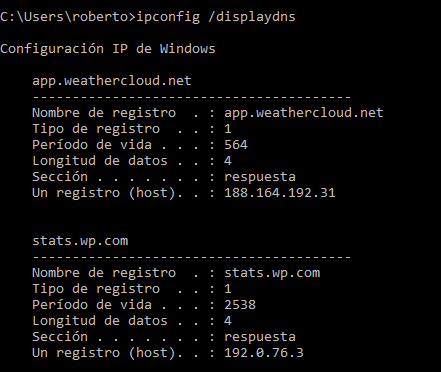 C:\Users\roberto>ipconfig /displaydns
Configuración IP de Windows
app.weathercloud.net
----------------------------------------
Nombre de registro  . : app.weathercloud.net
Tipo de registro  . . : 1
Período de vida . . . : 564
Longitud de datos . . : 4
Sección . . . . . . . : respuesta
Un registro (host). . : 188.164.192.31
stats.wp.com
----------------------------------------
Nombre de registro  . : stats.wp.com
Tipo de registro  . . : 1
Período de vida . . . : 2538
Longitud de datos . . : 4
Sección . . . . . . . : respuesta
Un registro (host). . : 192.0.76.3